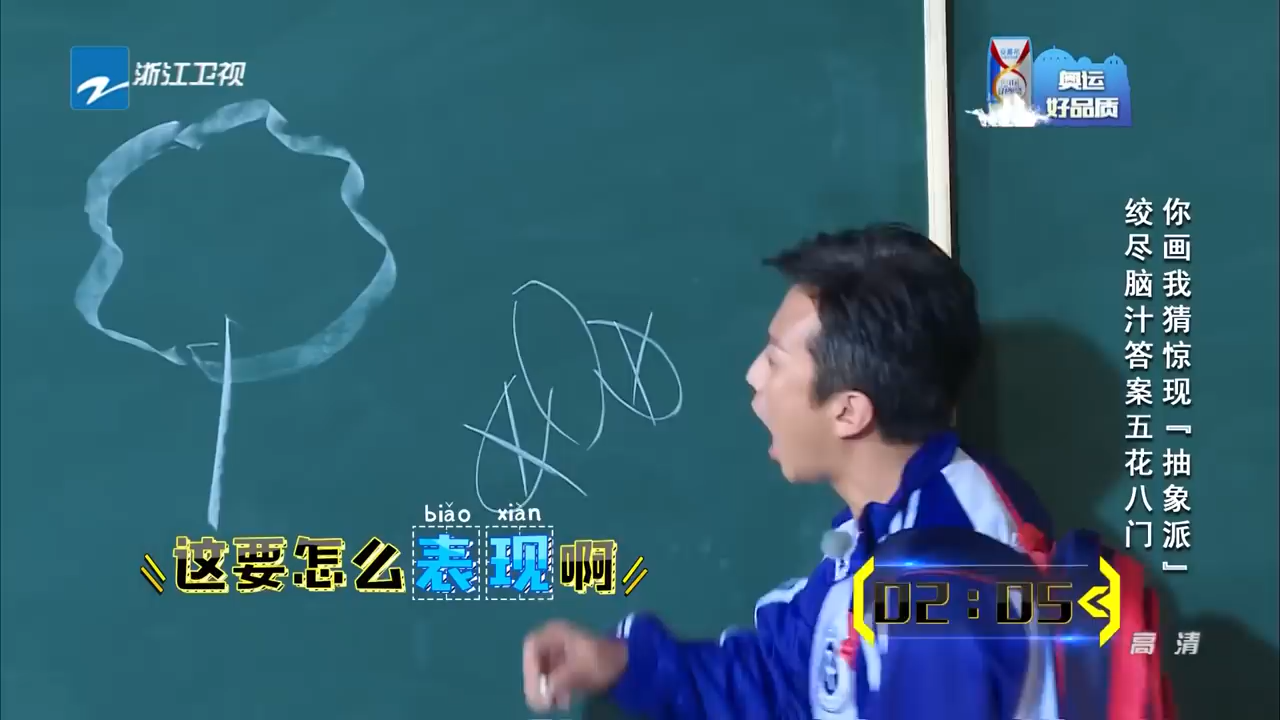 浙江卫视
奥运
好品质
你画我猜惊现『抽象派』
绞尽脑汁答案五花八门
biǎo xiǎn
这要怎么表现啊
02:05
高清